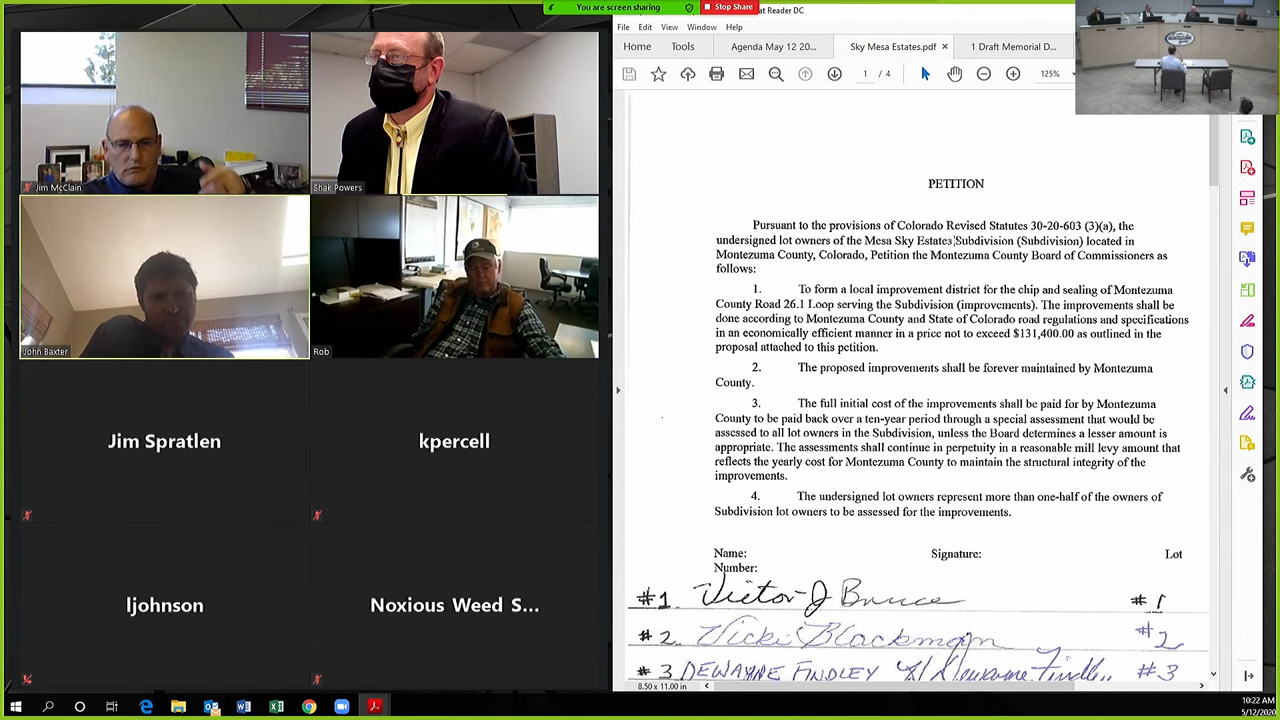 You are screen sharing
Stop Share
at Reader DC
File Edit View Window Help
Home Tools Agenda May 12 20... Sky Mesa Estates.pdf × 1 Draft Memorial D...
1 / 4 125%
MONTEZUMA
Jim McClain
Shak Powers
John Baxter
Rob
Jim Spratlen
kpercell
ljohnson
Noxious Weed S...
PETITION
Pursuant to the provisions of Colorado Revised Statutes 30-20-603 (3)(a), the
undersigned lot owners of the Mesa Sky Estates Subdivision (Subdivision) located in
Montezuma County, Colorado, Petition the Montezuma County Board of Commissioners as
follows:
1. To form a local improvement district for the chip and sealing of Montezuma
County Road 26.1 Loop serving the Subdivision (improvements). The improvements shall be
done according to Montezuma County and State of Colorado road regulations and specifications
in an economically efficient manner in a price not to exceed $131,400.00 as outlined in the
proposal attached to this petition.
2. The proposed improvements shall be forever maintained by Montezuma
County.
3. The full initial cost of the improvements shall be paid for by Montezuma
County to be paid back over a ten-year period through a special assessment that would be
assessed to all lot owners in the Subdivision, unless the Board determines a lesser amount is
appropriate. The assessments shall continue in perpetuity in a reasonable mill levy amount that
reflects the yearly cost for Montezuma County to maintain the structural integrity of the
improvements.
4. The undersigned lot owners represent more than one-half of the owners of
Subdivision lot owners to be assessed for the improvements.
Name: Signature: Lot
Number:
#1. Victor J Bruce #1
#2. Vicki Blackmon #2
#3 DEWAYNE FINDLEY Dewayne Findley #3
8.50 x 11.00 in
10:22 AM
5/12/2020